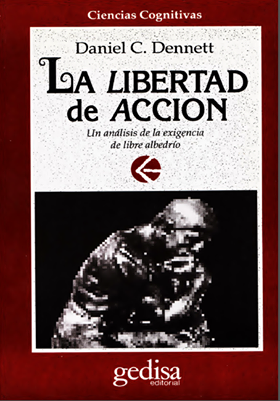 Ciencias Cognitivas
Daniel C. Dennett
LA LIBERTAD
de ACCION
Un análisis de la exigencia
de libre albedrío
gedisa
editorial